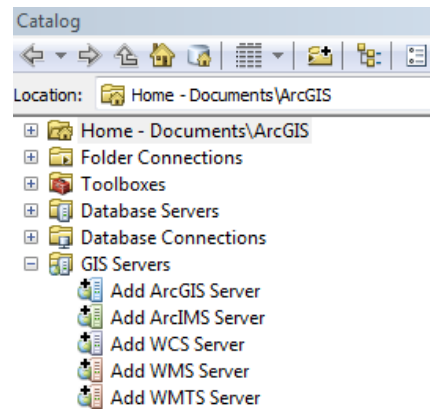 Catalog
Location: Home - Documents\ArcGIS
Home - Documents\ArcGIS
Folder Connections
Toolboxes
Database Servers
Database Connections
GIS Servers
Add ArcGIS Server
Add ArcIMS Server
Add WCS Server
Add WMS Server
Add WMTS Server